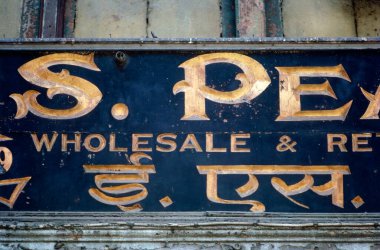 S. PE
WHOLESALE & RE
ई. एस.